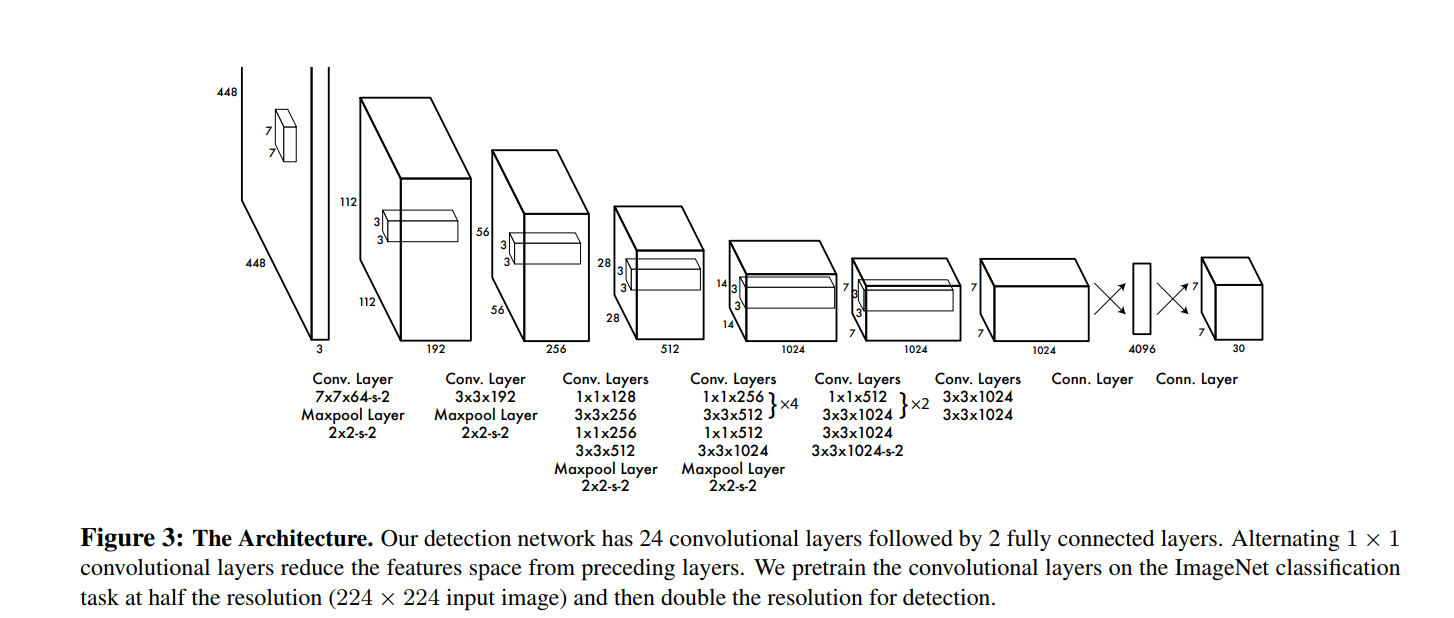 448
7
7
448
3
112
3
3
112
192
56
3
3
56
256
28
3
3
28
512
14
3
3
14
1024
7
3
3
7
1024
7
7
1024
4096
7
7
30
Conv. Layer
7x7x64-s-2
Maxpool Layer
2x2-s-2
Conv. Layer
3x3x192
Maxpool Layer
2x2-s-2
Conv. Layers
1x1x128
3x3x256
1x1x256
3x3x512
Maxpool Layer
2x2-s-2
Conv. Layers
1x1x256
3x3x512
}×4
1x1x512
3x3x1024
Maxpool Layer
2x2-s-2
Conv. Layers
1x1x512
3x3x1024
}×2
3x3x1024
3x3x1024-s-2
Conv. Layers
3x3x1024
3x3x1024
Conn. Layer
Conn. Layer
Figure 3: The Architecture. Our detection network has 24 convolutional layers followed by 2 fully connected layers. Alternating 1 × 1
convolutional layers reduce the features space from preceding layers. We pretrain the convolutional layers on the ImageNet classification
task at half the resolution (224 × 224 input image) and then double the resolution for detection.